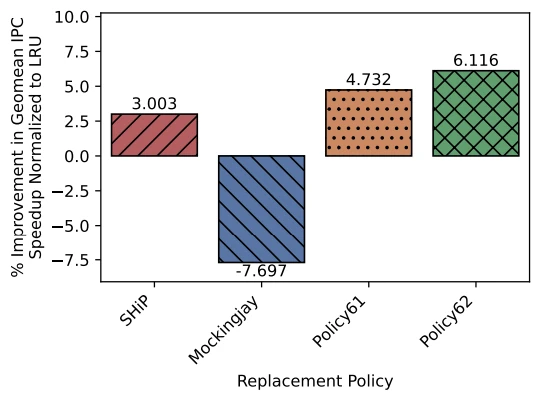 % Improvement in Geomean IPC
Speedup Normalized to LRU
10.0
7.5
5.0
2.5
0.0
−2.5
−5.0
−7.5
3.003
-7.697
4.732
6.116
SHiP
Mockingjay
Policy61
Policy62
Replacement Policy